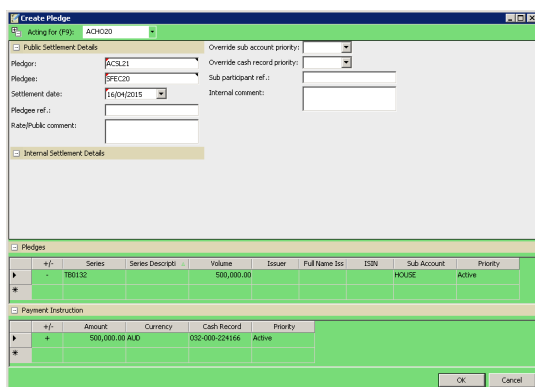 Create Pledge
Acting for (F9): ACHO20
Public Settlement Details
Override sub account priority:
Pledgor: ACSL21
Override cash record priority:
Pledgee: SFEC20
Sub participant ref.:
Settlement date: 16/04/2015
Internal comment:
Pledgee ref.:
Rate/Public comment:
Internal Settlement Details
Pledges
+/- Series Series Descripti Volume Issuer Full Name Iss ISIN Sub Account Priority
- TB0132 500,000.00 HOUSE Active
Payment Instruction
+/- Amount Currency Cash Record Priority
+ 500,000.00 AUD 032-000-224166 Active
OK Cancel